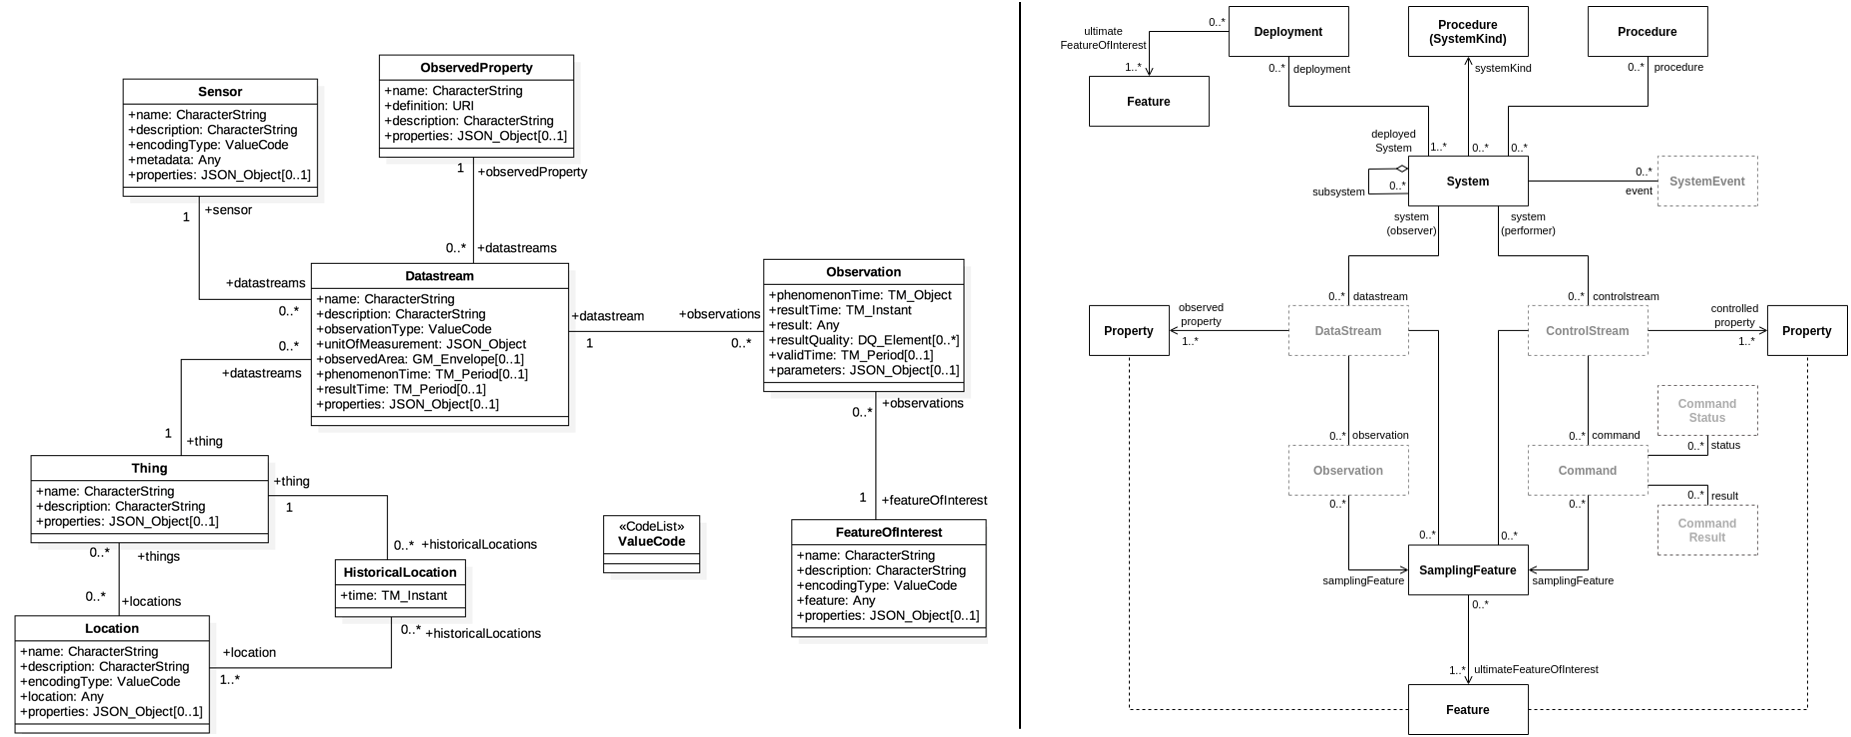 ObservedProperty
+name: CharacterString
+definition: URI
+description: CharacterString
+properties: JSON_Object[0..1]
1
+observedProperty
0..*
+datastreams
Sensor
+name: CharacterString
+description: CharacterString
+encodingType: ValueCode
+metadata: Any
+properties: JSON_Object[0..1]
1
+sensor
+datastreams
0..*
Datastream
+name: CharacterString
+description: CharacterString
+observationType: ValueCode
+unitOfMeasurement: JSON_Object
+observedArea: GM_Envelope[0..1]
+phenomenonTime: TM_Period[0..1]
+resultTime: TM_Period[0..1]
+properties: JSON_Object[0..1]
+datastream
1
+observations
0..*
Observation
+phenomenonTime: TM_Object
+resultTime: TM_Instant
+result: Any
+resultQuality: DQ_Element[0..*]
+validTime: TM_Period[0..1]
+parameters: JSON_Object[0..1]
0..*
+observations
1
+featureOfInterest
FeatureOfInterest
+name: CharacterString
+description: CharacterString
+encodingType: ValueCode
+feature: Any
+properties: JSON_Object[0..1]
0..*
+datastreams
1
+thing
Thing
+name: CharacterString
+description: CharacterString
+properties: JSON_Object[0..1]
+thing
1
0..*
+historicalLocations
HistoricalLocation
+time: TM_Instant
0..*
+historicalLocations
0..*
+things
0..*
+locations
Location
+name: CharacterString
+description: CharacterString
+encodingType: ValueCode
+location: Any
+properties: JSON_Object[0..1]
+location
1..*
«CodeList»
ValueCode
Deployment
0..*
ultimate
FeatureOfInterest
1..*
Feature
0..*
deployment
Procedure
(SystemKind)
systemKind
Procedure
0..*
procedure
deployed
System
1..*
0..*
0..*
System
subsystem
0..*
0..*
event
SystemEvent
system
(observer)
system
(performer)
0..*
datastream
0..*
controlstream
Property
observed
property
1..*
DataStream
ControlStream
controlled
property
1..*
Property
0..*
observation
Observation
0..*
0..*
command
Command
0..*
Command
Status
0..*
status
0..*
result
Command
Result
0..*
0..*
samplingFeature
SamplingFeature
samplingFeature
0..*
1..*
ultimateFeatureOfInterest
Feature